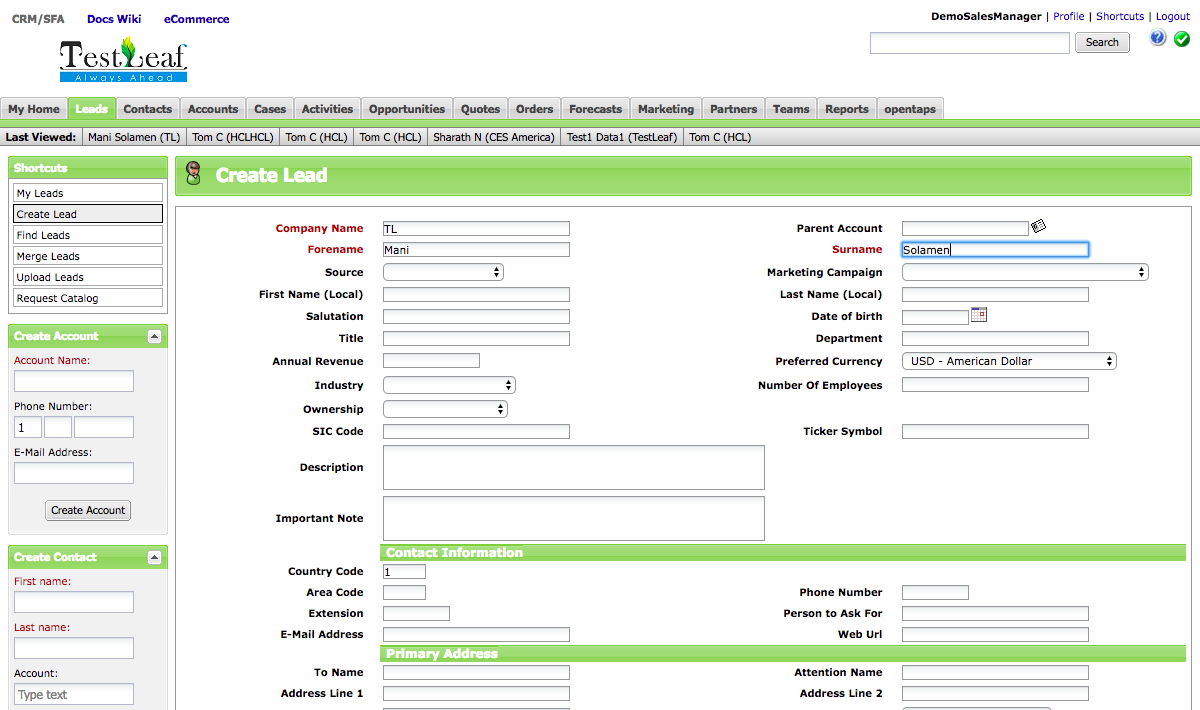 CRM/SFA Docs Wiki eCommerce
DemoSalesManager | Profile | Shortcuts | Logout
TestLeaf
Always Ahead
Search
My Home Leads Contacts Accounts Cases Activities Opportunities Quotes Orders Forecasts Marketing Partners Teams Reports opentaps
Last Viewed: Mani Solamen (TL) Tom C (HCLHCL) Tom C (HCL) Tom C (HCL) Sharath N (CES America) Test1 Data1 (TestLeaf) Tom C (HCL)
Shortcuts
My Leads
Create Lead
Find Leads
Merge Leads
Upload Leads
Request Catalog
Create Account
Account Name:
Phone Number:
1
E-Mail Address:
Create Account
Create Contact
First name:
Last name:
Account:
Type text
Create Lead
Company Name TL Parent Account
Forename Mani Surname Solamen
Source Marketing Campaign
First Name (Local) Last Name (Local)
Salutation Date of birth
Title Department
Annual Revenue Preferred Currency USD - American Dollar
Industry Number Of Employees
Ownership
SIC Code Ticker Symbol
Description
Important Note
Contact Information
Country Code 1
Area Code Phone Number
Extension Person to Ask For
E-Mail Address Web Url
Primary Address
To Name Attention Name
Address Line 1 Address Line 2